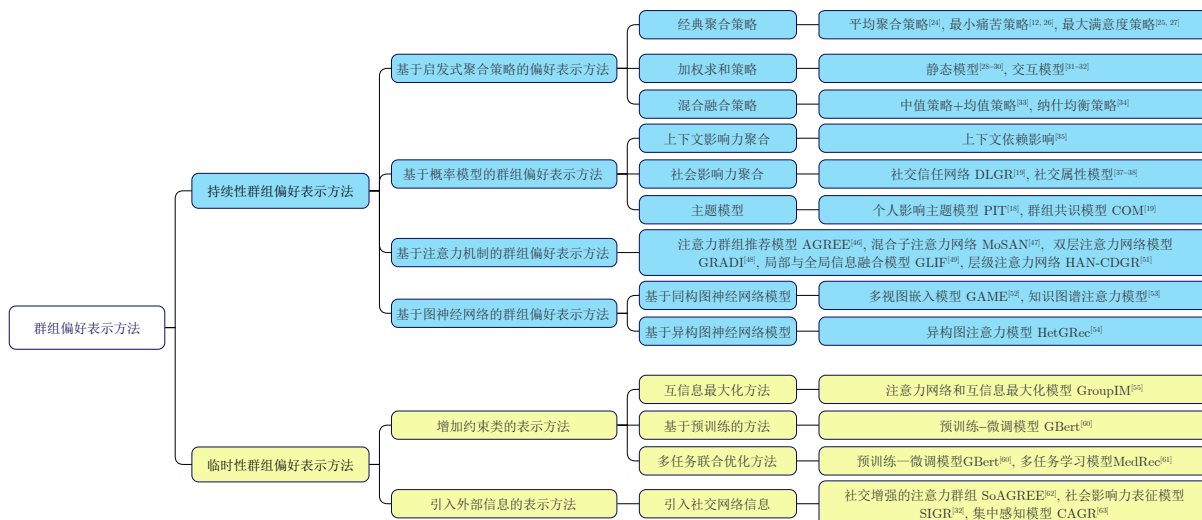 经典聚合策略
平均聚合策略[24], 最小痛苦策略[12, 26], 最大满意度策略[25, 27]
基于启发式聚合策略的偏好表示方法
加权求和策略
静态模型[28–30], 交互模型[31–32]
混合融合策略
中值策略+均值策略[33], 纳什均衡策略[34]
上下文影响力聚合
上下文依赖影响[35]
持续性群组偏好表示方法
基于概率模型的群组偏好表示方法
社会影响力聚合
社交信任网络 DLGR[19], 社交属性模型[37–38]
主题模型
个人影响主题模型 PIT[18], 群组共识模型 COM[19]
基于注意力机制的群组偏好表示方法
注意力群组推荐模型 AGREE[46], 混合子注意力网络 MoSAN[47], 双层注意力网络模型
GRADI[48], 局部与全局信息融合模型 GLIF[49], 层级注意力网络 HAN-CDGR[51]
基于图神经网络的群组偏好表示方法
基于同构图神经网络模型
多视图嵌入模型 GAME[52], 知识图谱注意力模型[53]
基于异构图神经网络模型
异构图注意力模型 HetGRec[54]
群组偏好表示方法
互信息最大化方法
注意力网络和互信息最大化模型 GroupIM[55]
增加约束类的表示方法
基于预训练的方法
预训练–微调模型 GBert[60]
临时性群组偏好表示方法
多任务联合优化方法
预训练—微调模型GBert[60], 多任务学习模型MedRec[61]
引入外部信息的表示方法
引入社交网络信息
社交增强的注意力群组 SoAGREE[62], 社会影响力表征模型
SIGR[32], 集中感知模型 CAGR[63]